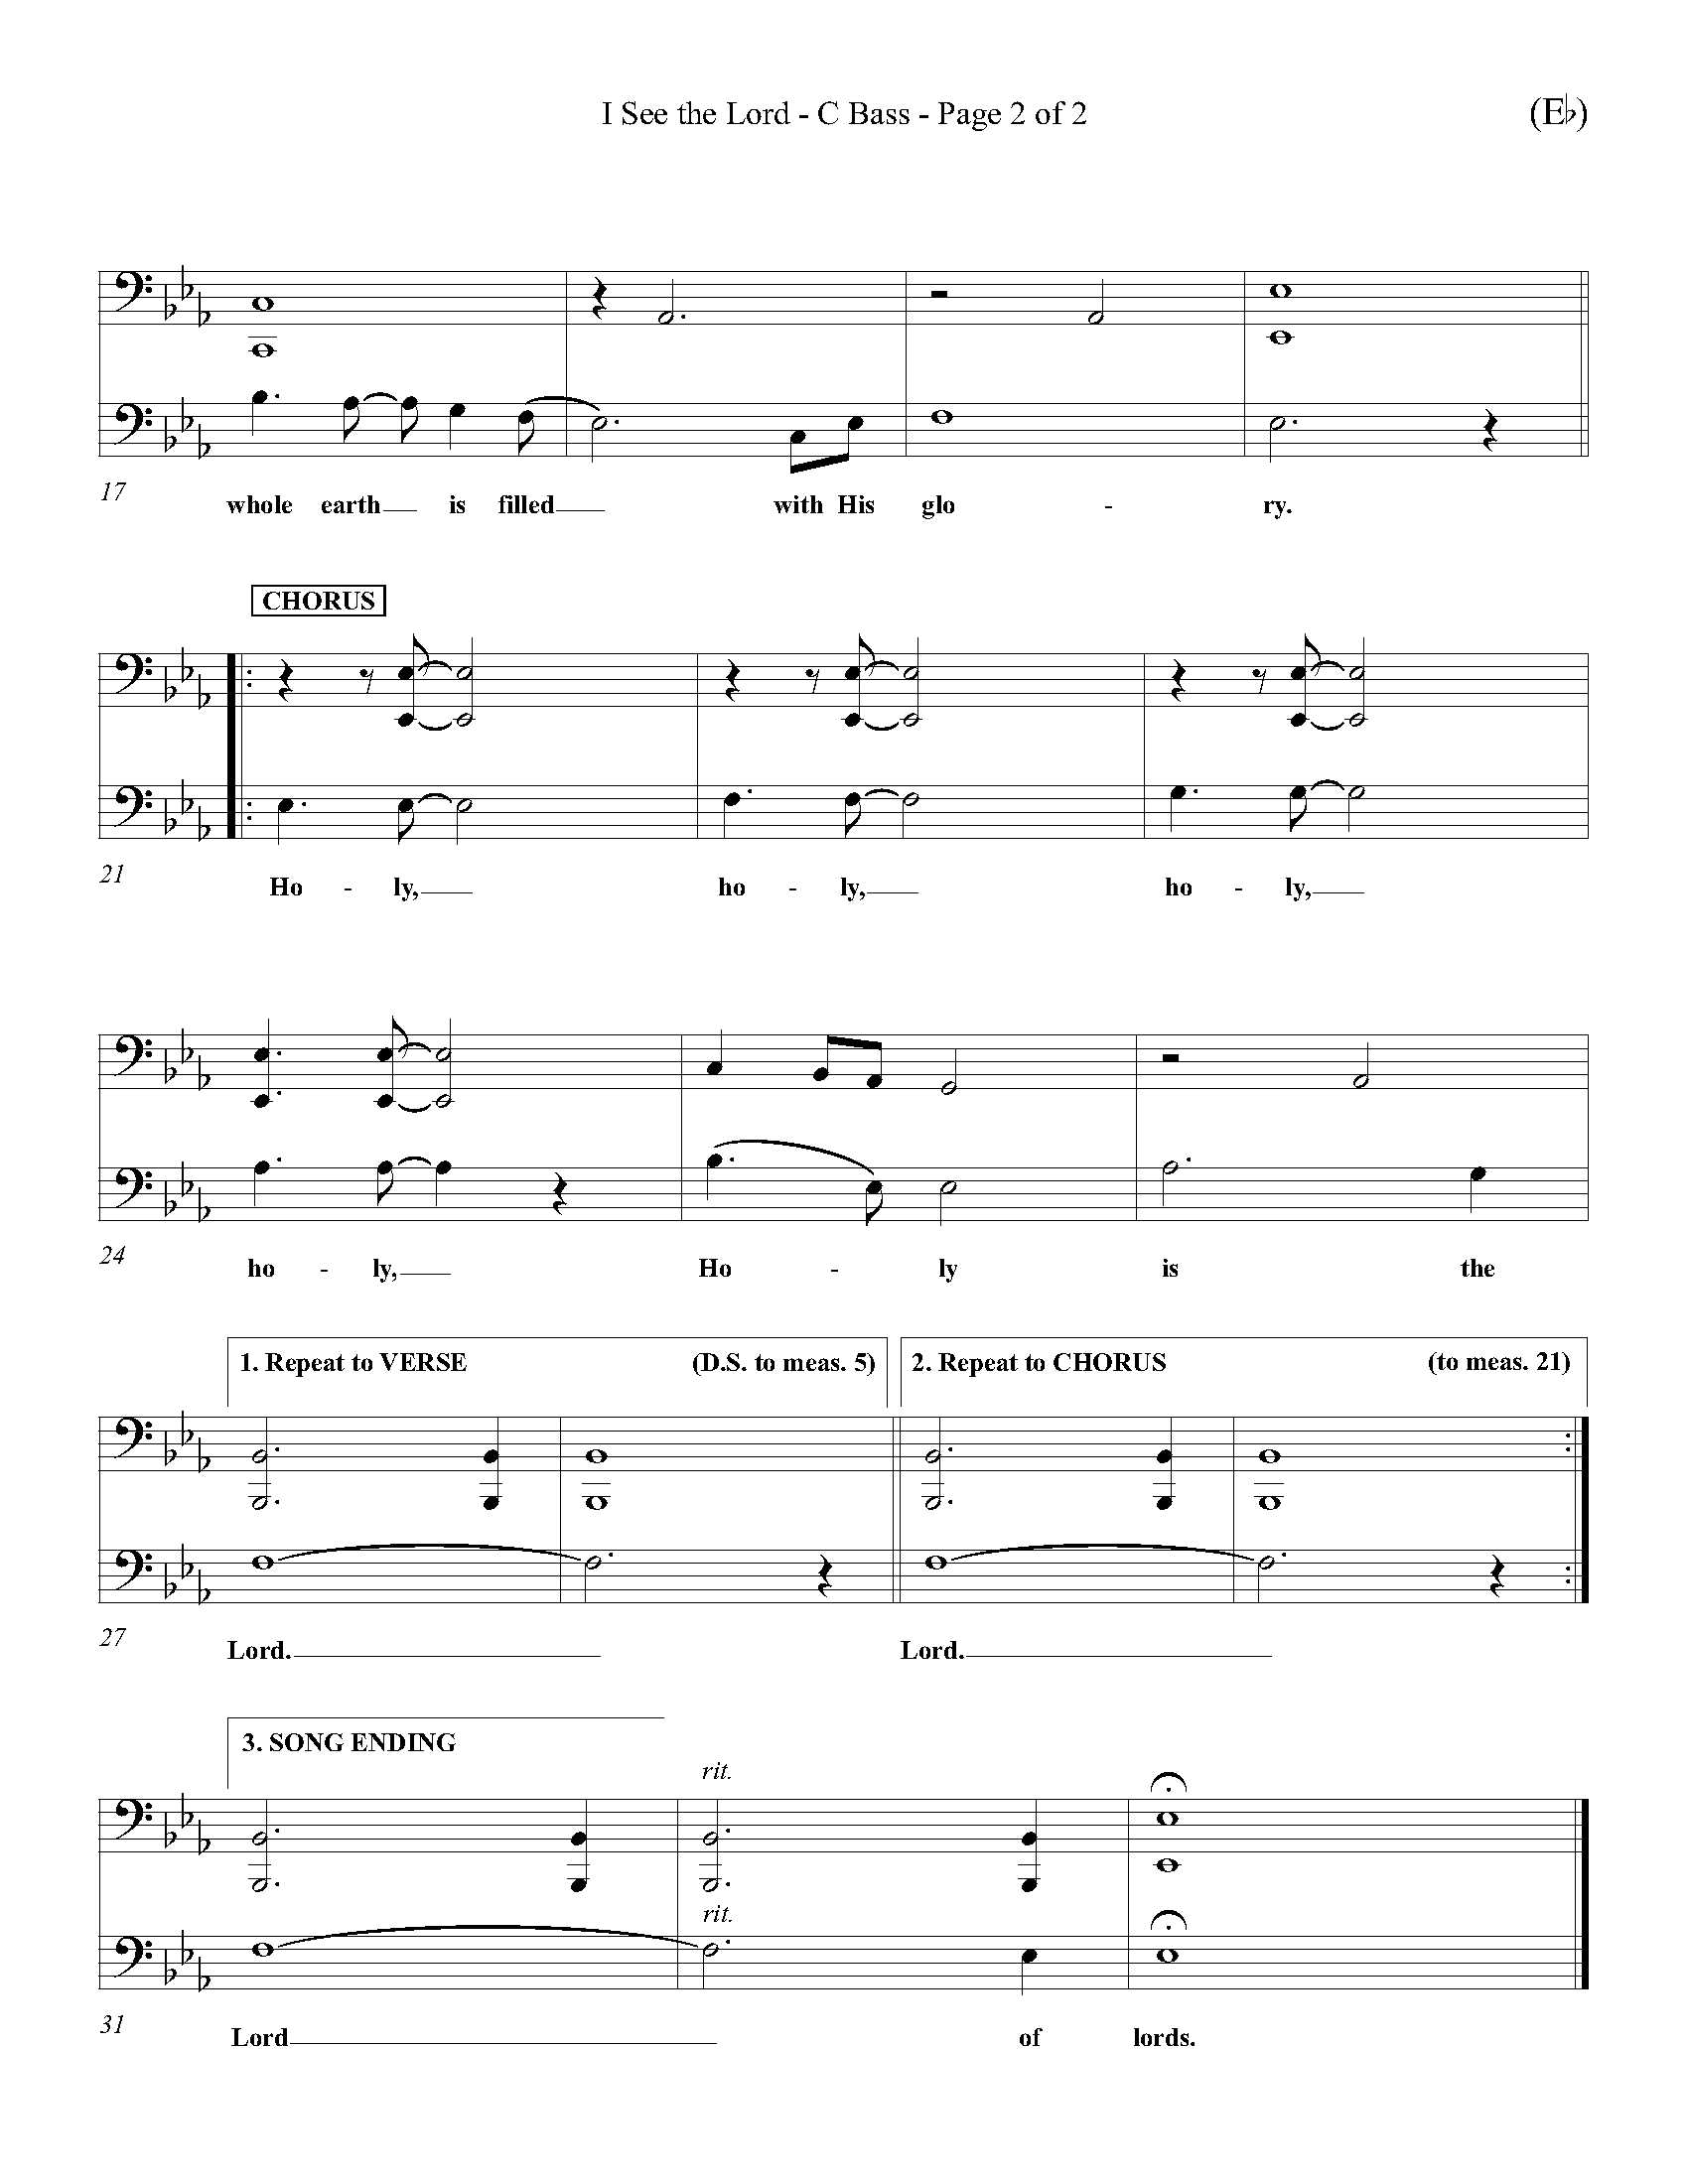 I See the Lord - C Bass - Page 2 of 2 (E♭)
17 whole earth is filled with His glo - ry.
CHORUS
21 Ho - ly, ho - ly, ho - ly,
24 ho - ly, Ho - ly is the
1. Repeat to VERSE (D.S. to meas. 5) 2. Repeat to CHORUS (to meas. 21)
27 Lord. Lord.
3. SONG ENDING
rit.
rit.
31 Lord of lords.